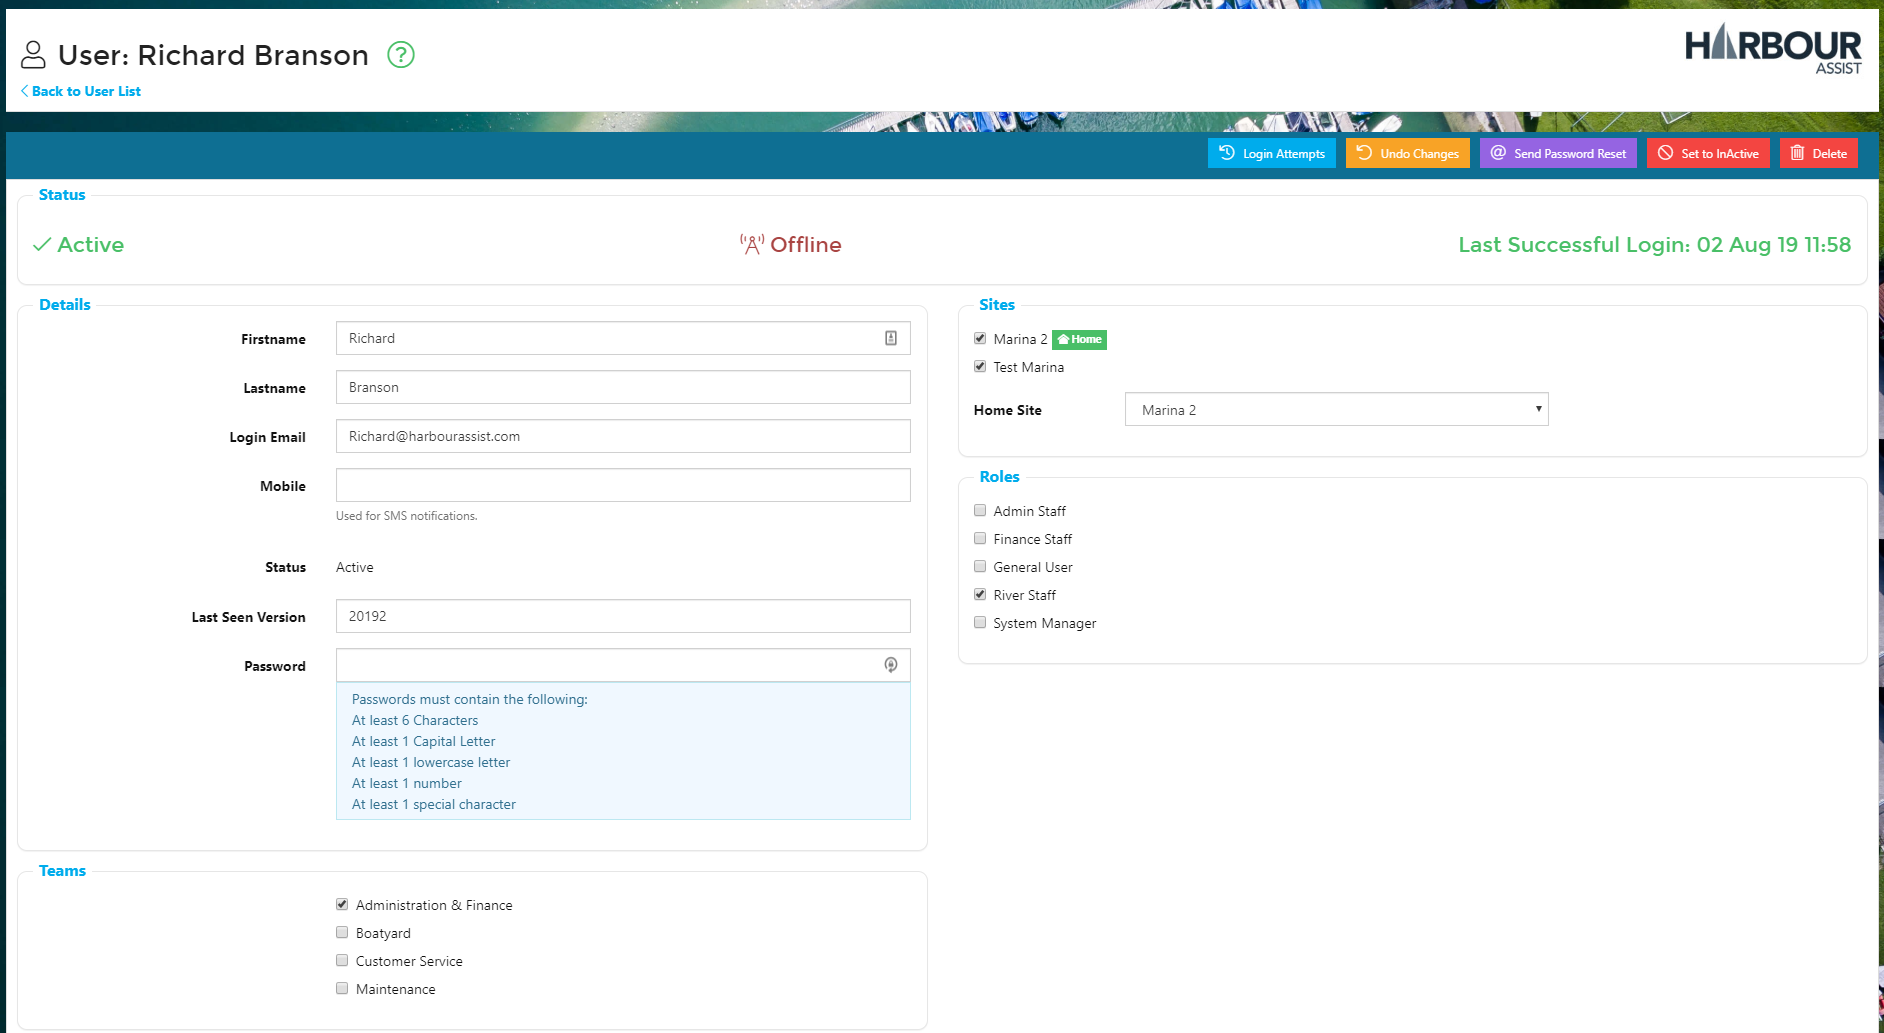 User: Richard Branson ?
HARBOUR
ASSIST
Back to User List
Login Attempts Undo Changes @ Send Password Reset Set to InActive Delete
Status
Active Offline Last Successful Login: 02 Aug 19 11:58
Details
Firstname Richard
Lastname Branson
Login Email Richard@harbourassist.com
Mobile
Used for SMS notifications.
Status Active
Last Seen Version 20192
Password
Passwords must contain the following:
At least 6 Characters
At least 1 Capital Letter
At least 1 lowercase letter
At least 1 number
At least 1 special character
Teams
Administration & Finance
Boatyard
Customer Service
Maintenance
Sites
Marina 2 Home
Test Marina
Home Site Marina 2
Roles
Admin Staff
Finance Staff
General User
River Staff
System Manager